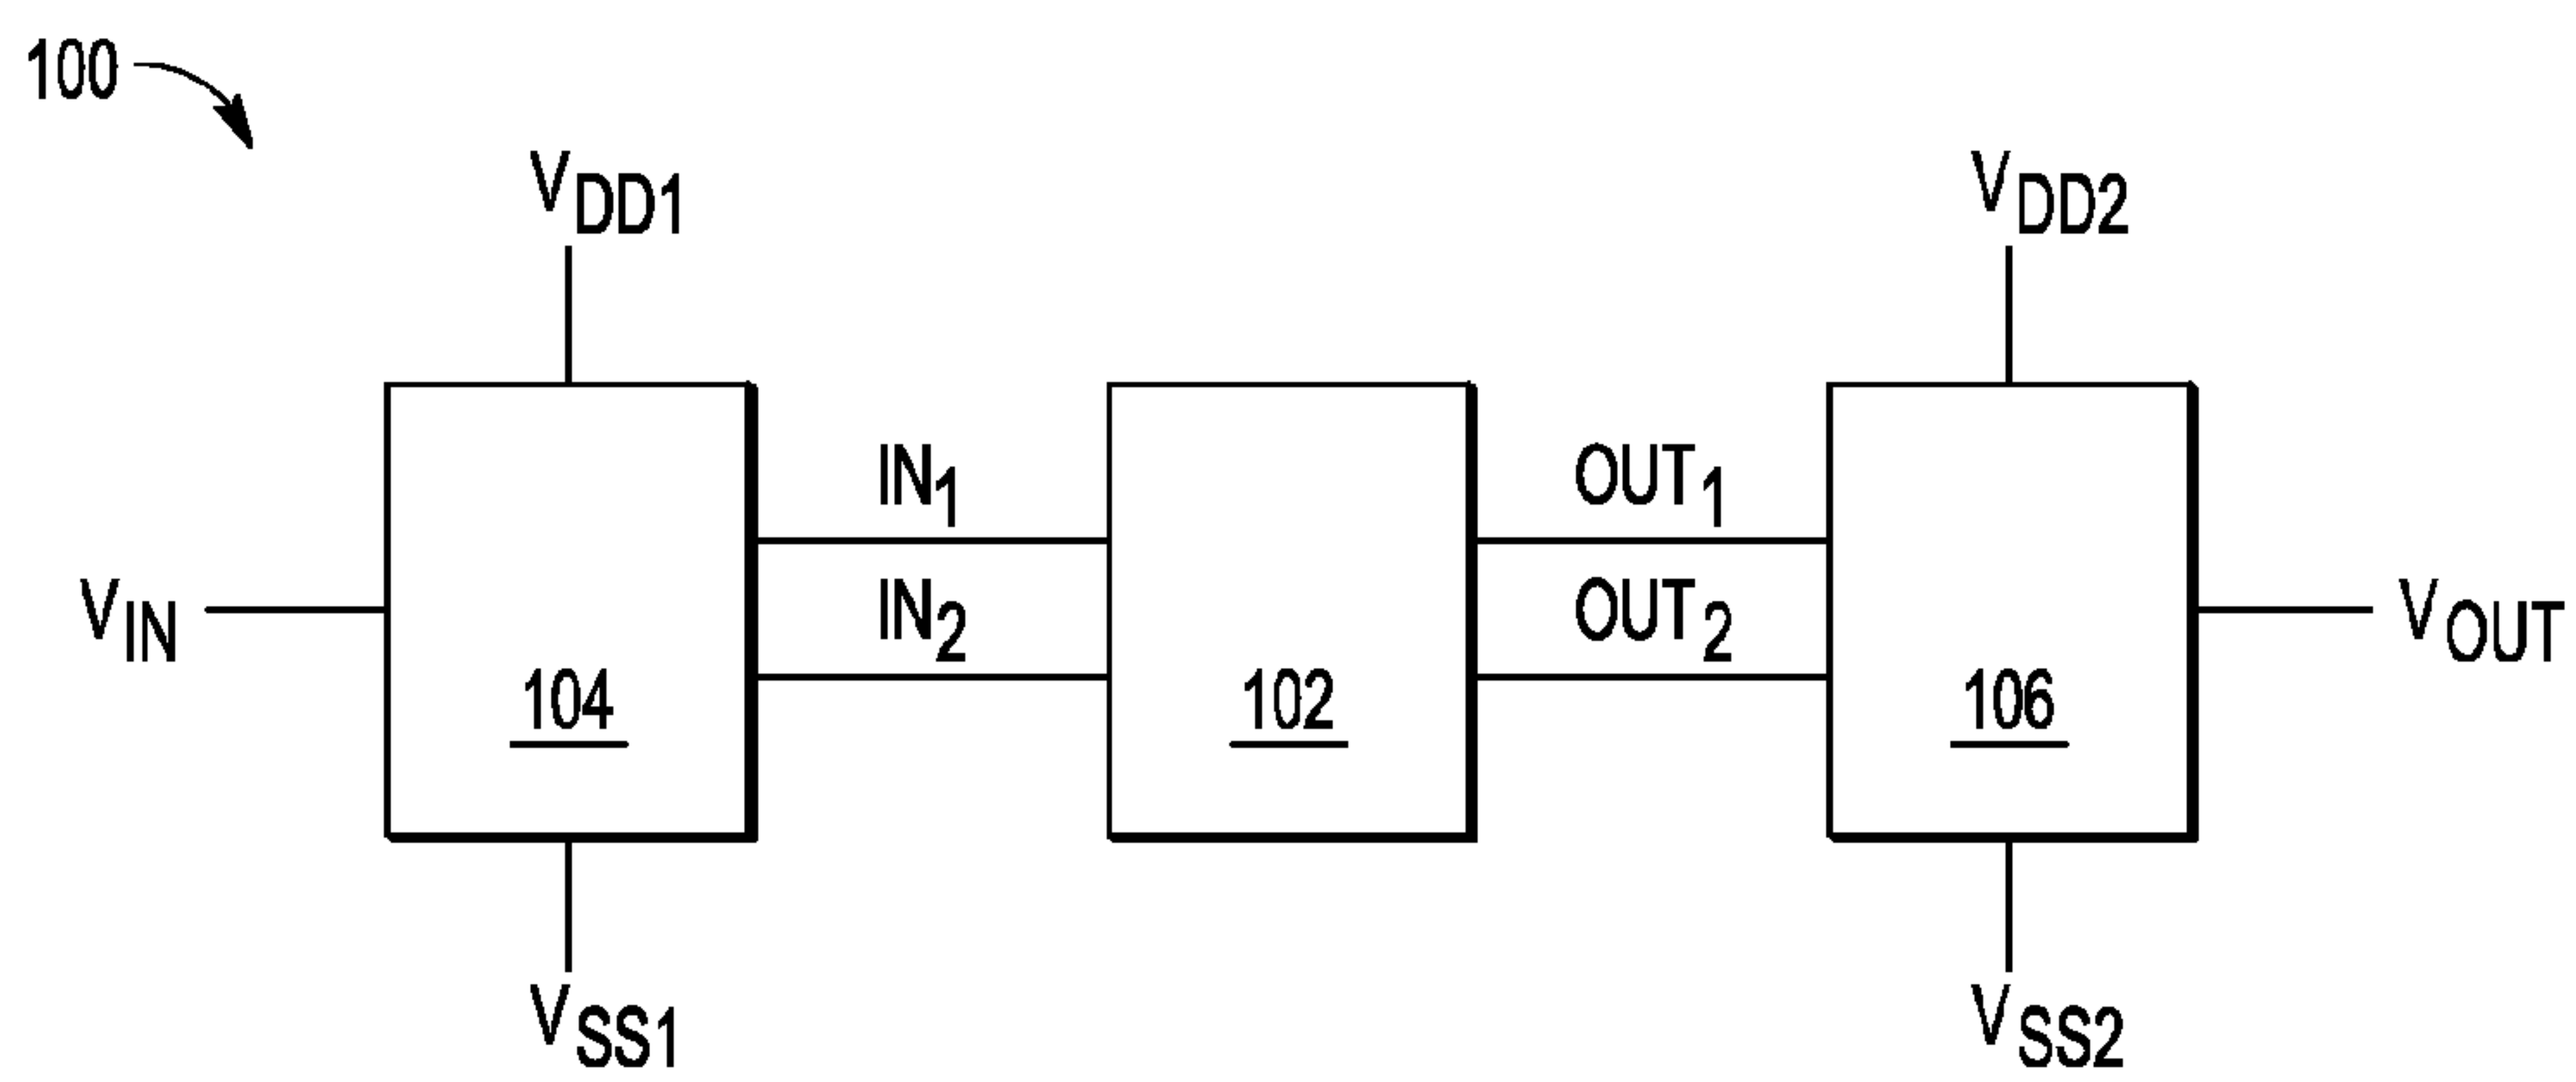 100
VDD1 VDD2
IN1 OUT1
VIN IN2 OUT2 VOUT
104 102 106
VSS1 VSS2